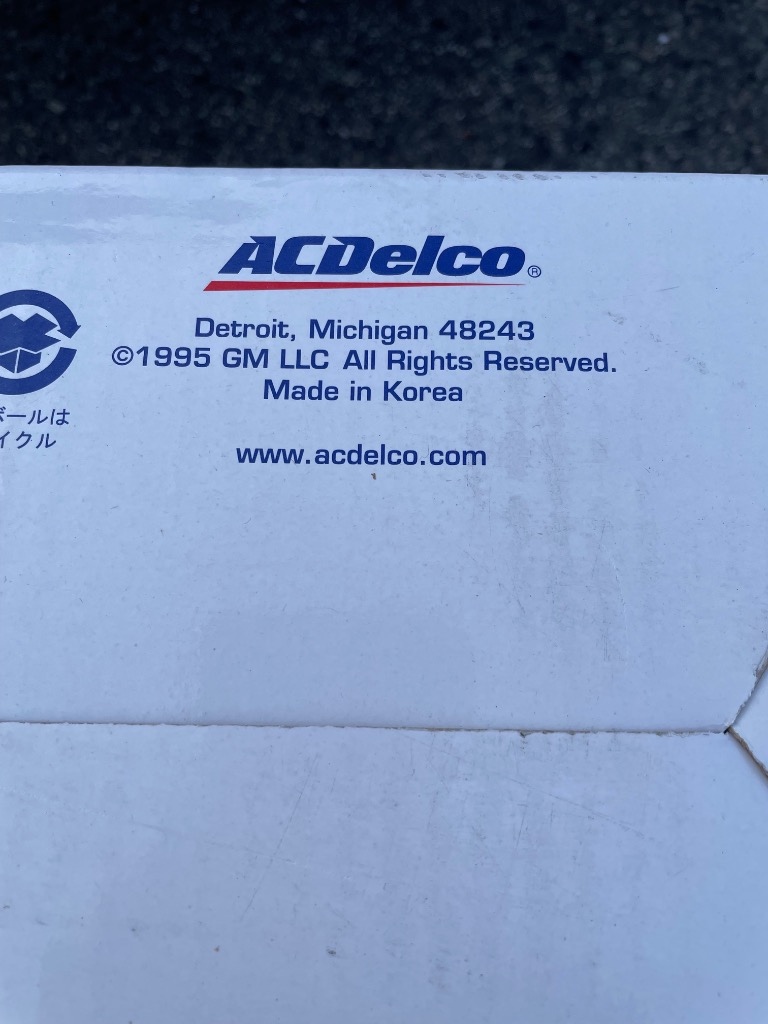 ACDelco®
Detroit, Michigan 48243
©1995 GM LLC All Rights Reserved.
Made in Korea
www.acdelco.com
ボールは
イクル